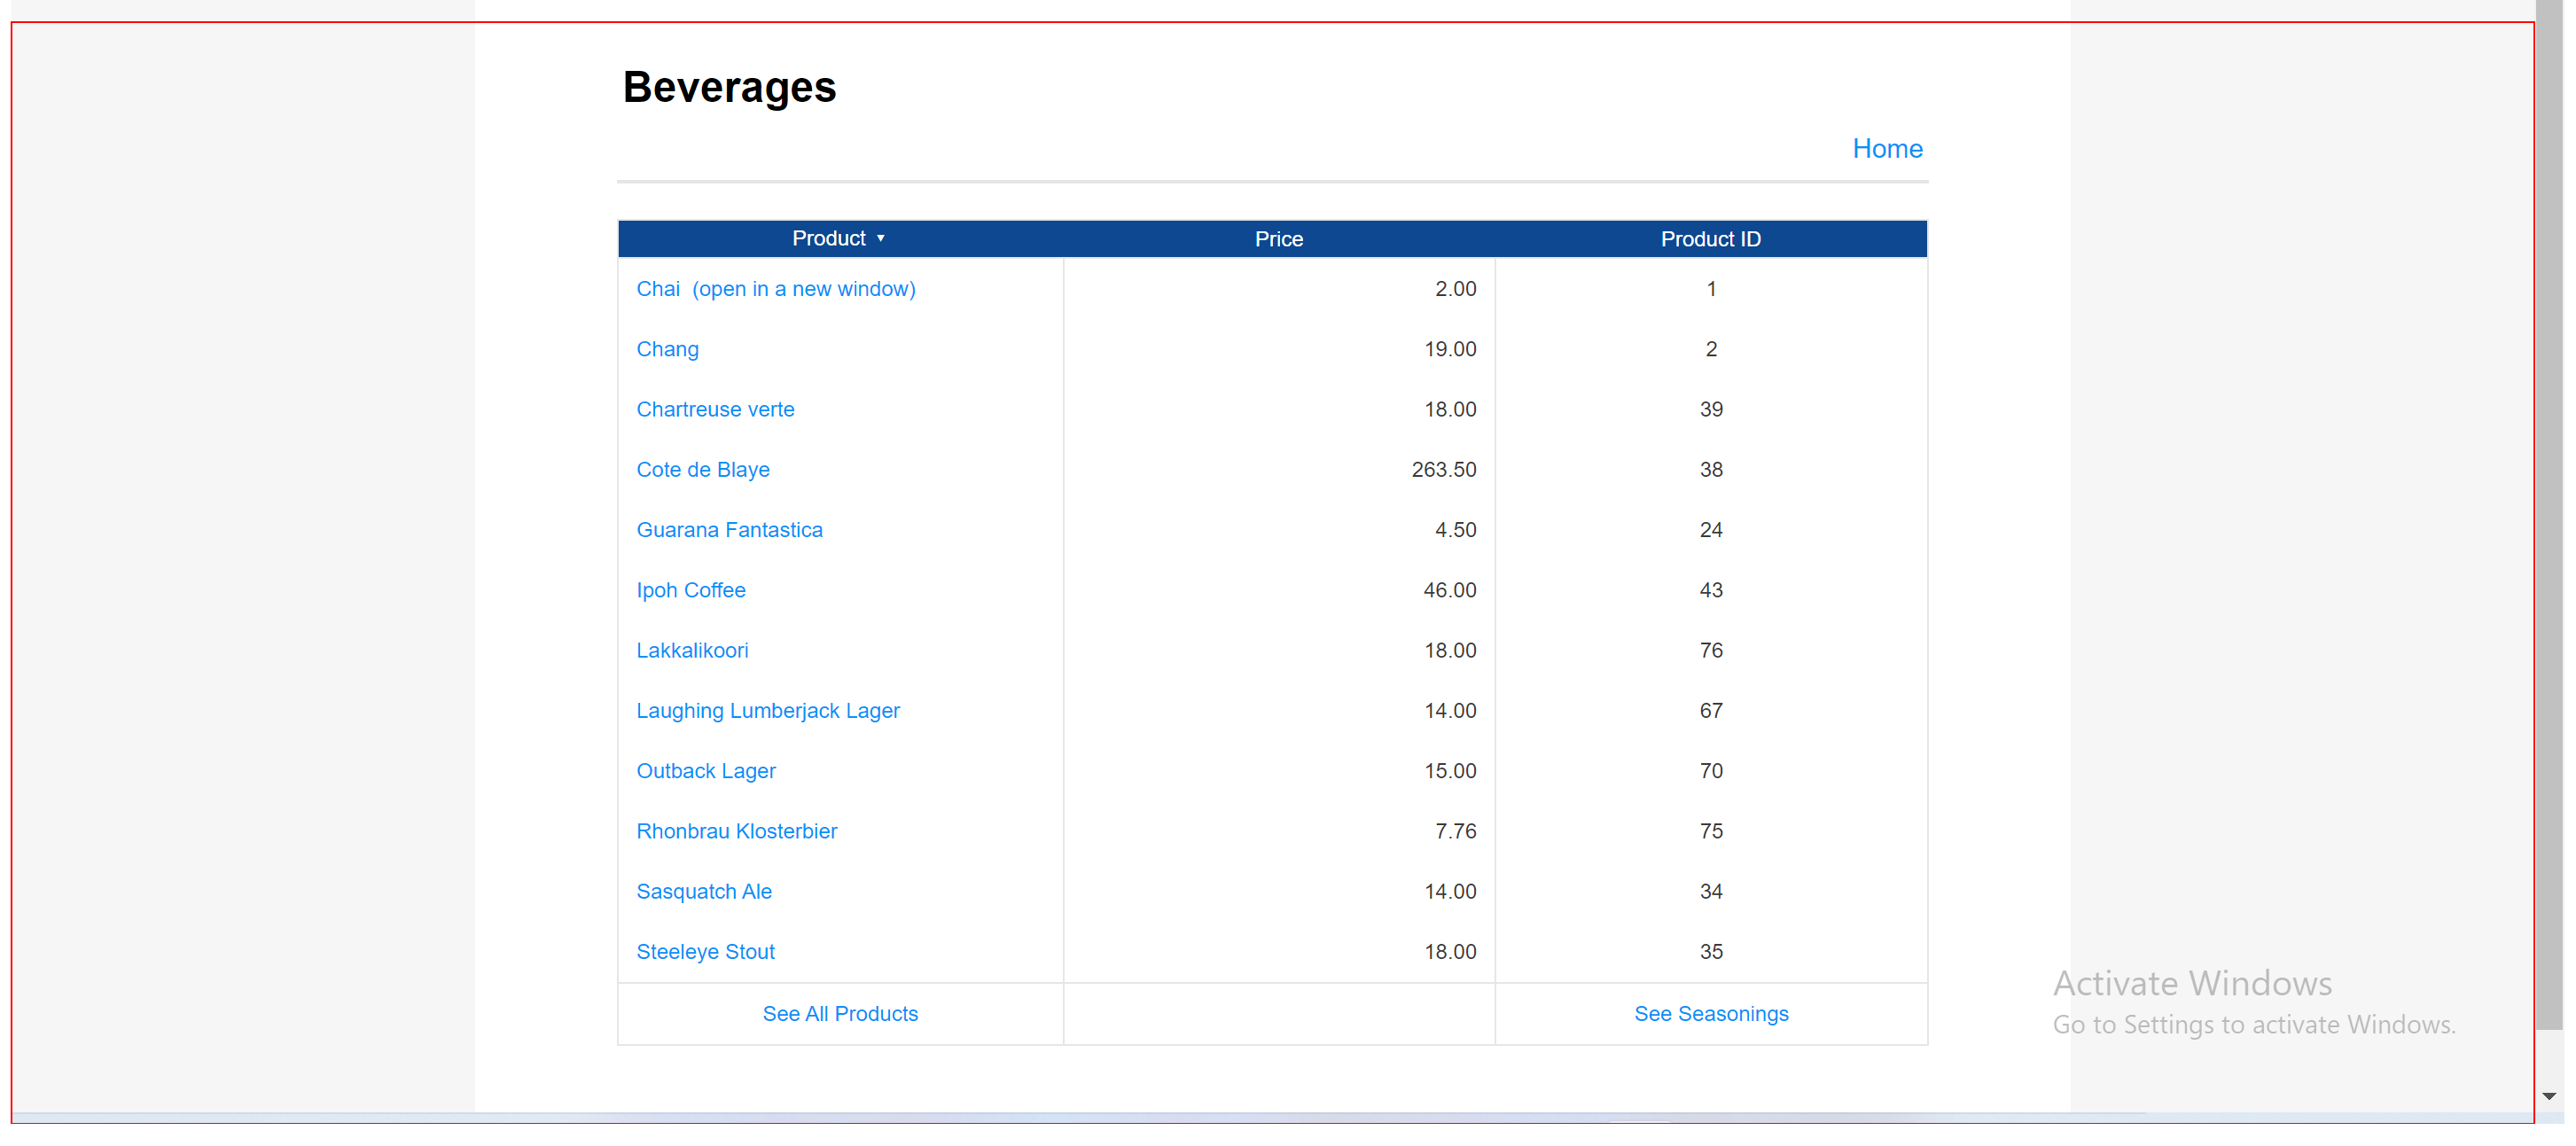 Beverages
Home
Product ▼ Price Product ID
Chai (open in a new window) 2.00 1
Chang 19.00 2
Chartreuse verte 18.00 39
Cote de Blaye 263.50 38
Guarana Fantastica 4.50 24
Ipoh Coffee 46.00 43
Lakkalikoori 18.00 76
Laughing Lumberjack Lager 14.00 67
Outback Lager 15.00 70
Rhonbrau Klosterbier 7.76 75
Sasquatch Ale 14.00 34
Steeleye Stout 18.00 35
See All Products See Seasonings
Activate Windows
Go to Settings to activate Windows.